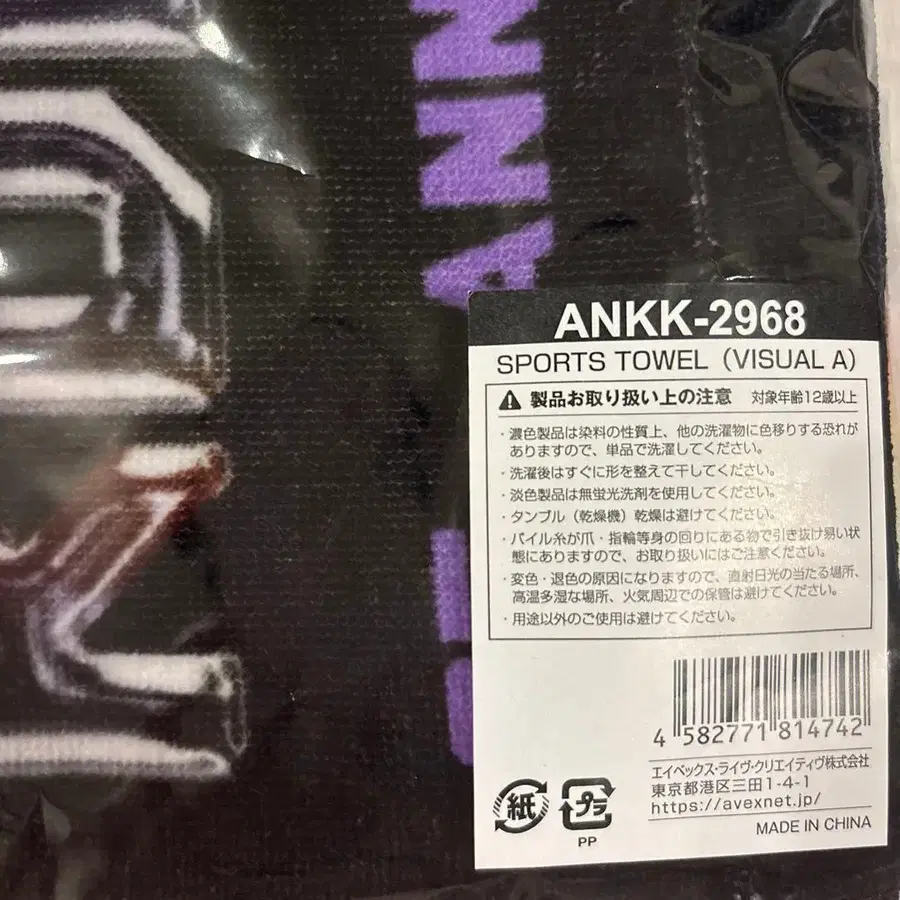 ANN
ANKK-2968
SPORTS TOWEL (VISUAL A)
製品お取り扱い上の注意 対象年齢12歳以上
・濃色製品は染料の性質上、他の洗濯物に色移りする恐れが
ありますので、単品で洗濯してください。
・洗濯後はすぐに形を整えて干してください。
・淡色製品は無蛍光洗剤を使用してください。
・タンブル（乾燥機）乾燥は避けてください。
・パイル糸が爪・指輪等身の回りにある物で引き抜け易い状
態にありますので、お取り扱いにはご注意ください。
・変色・退色の原因になりますので、直射日光の当たる場所、
高温多湿な場所、火気周辺での保管は避けてください。
・用途以外のご使用は避けてください。
4 582771 814742
エイベックス・ライヴ・クリエイティヴ株式会社
東京都港区三田1-4-1
https://avexnet.jp/
紙
プラ
PP
MADE IN CHINA